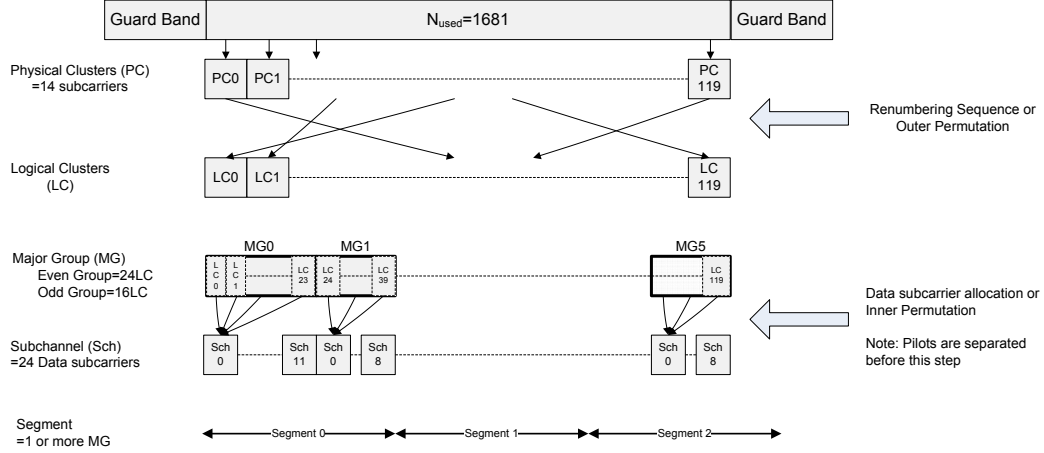 Guard Band
Nused=1681
Guard Band
Physical Clusters (PC)
=14 subcarriers
PC0
PC1
PC
119
Renumbering Sequence or
Outer Permutation
Logical Clusters
(LC)
LC0
LC1
LC
119
MG0
MG1
MG5
Major Group (MG)
Even Group=24LC
Odd Group=16LC
L
C
0
L
C
1
LC
23
LC
24
LC
39
LC
119
Data subcarrier allocation or
Inner Permutation
Note: Pilots are separated
before this step
Subchannel (Sch)
=24 Data subcarriers
Sch
0
Sch
11
Sch
0
Sch
8
Sch
0
Sch
8
Segment
=1 or more MG
Segment 0
Segment 1
Segment 2